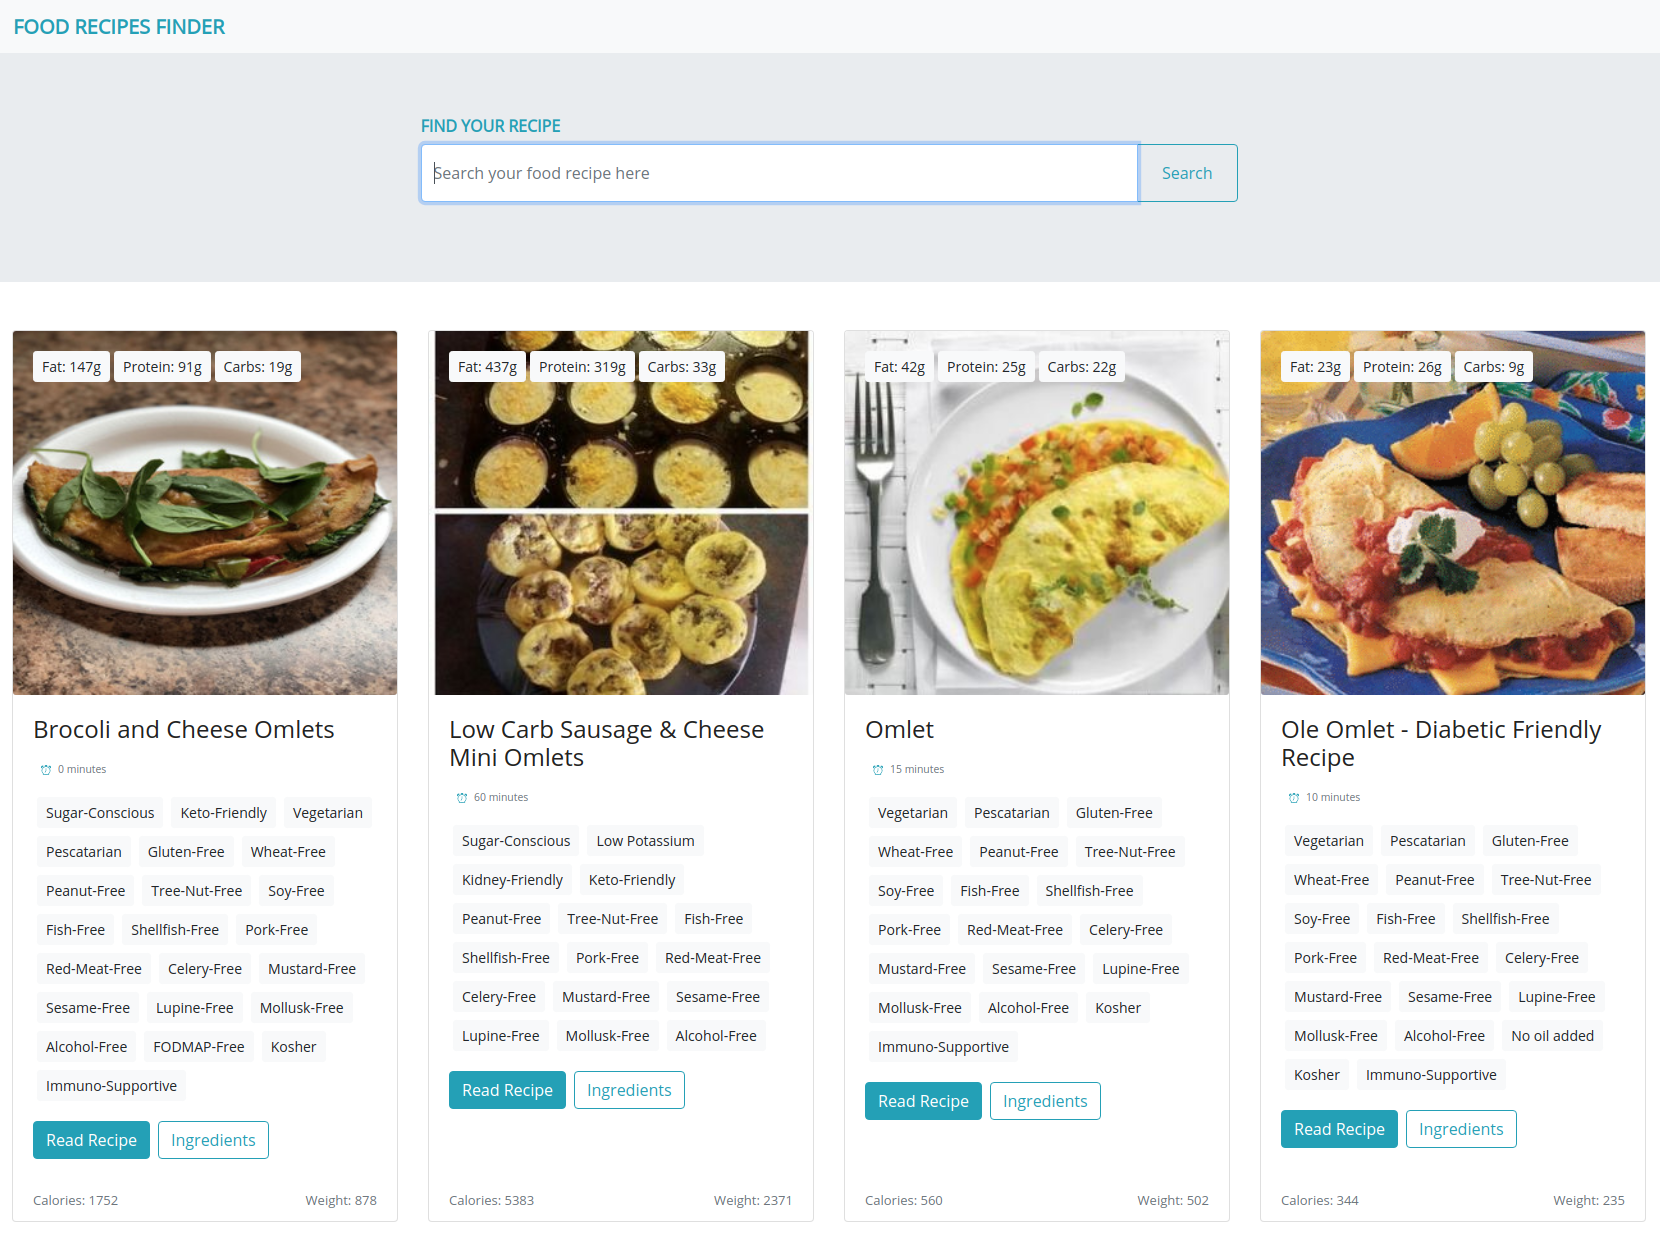 FOOD RECIPES FINDER
FIND YOUR RECIPE
Search your food recipe here
Search
Fat: 147g Protein: 91g Carbs: 19g
Brocoli and Cheese Omlets
0 minutes
Sugar-Conscious Keto-Friendly Vegetarian
Pescatarian Gluten-Free Wheat-Free
Peanut-Free Tree-Nut-Free Soy-Free
Fish-Free Shellfish-Free Pork-Free
Red-Meat-Free Celery-Free Mustard-Free
Sesame-Free Lupine-Free Mollusk-Free
Alcohol-Free FODMAP-Free Kosher
Immuno-Supportive
Read Recipe Ingredients
Calories: 1752 Weight: 878
Fat: 437g Protein: 319g Carbs: 33g
Low Carb Sausage & Cheese
Mini Omlets
60 minutes
Sugar-Conscious Low Potassium
Kidney-Friendly Keto-Friendly
Peanut-Free Tree-Nut-Free Fish-Free
Shellfish-Free Pork-Free Red-Meat-Free
Celery-Free Mustard-Free Sesame-Free
Lupine-Free Mollusk-Free Alcohol-Free
Read Recipe Ingredients
Calories: 5383 Weight: 2371
Fat: 42g Protein: 25g Carbs: 22g
Omlet
15 minutes
Vegetarian Pescatarian Gluten-Free
Wheat-Free Peanut-Free Tree-Nut-Free
Soy-Free Fish-Free Shellfish-Free
Pork-Free Red-Meat-Free Celery-Free
Mustard-Free Sesame-Free Lupine-Free
Mollusk-Free Alcohol-Free Kosher
Immuno-Supportive
Read Recipe Ingredients
Calories: 560 Weight: 502
Fat: 23g Protein: 26g Carbs: 9g
Ole Omlet - Diabetic Friendly
Recipe
10 minutes
Vegetarian Pescatarian Gluten-Free
Wheat-Free Peanut-Free Tree-Nut-Free
Soy-Free Fish-Free Shellfish-Free
Pork-Free Red-Meat-Free Celery-Free
Mustard-Free Sesame-Free Lupine-Free
Mollusk-Free Alcohol-Free No oil added
Kosher Immuno-Supportive
Read Recipe Ingredients
Calories: 344 Weight: 235